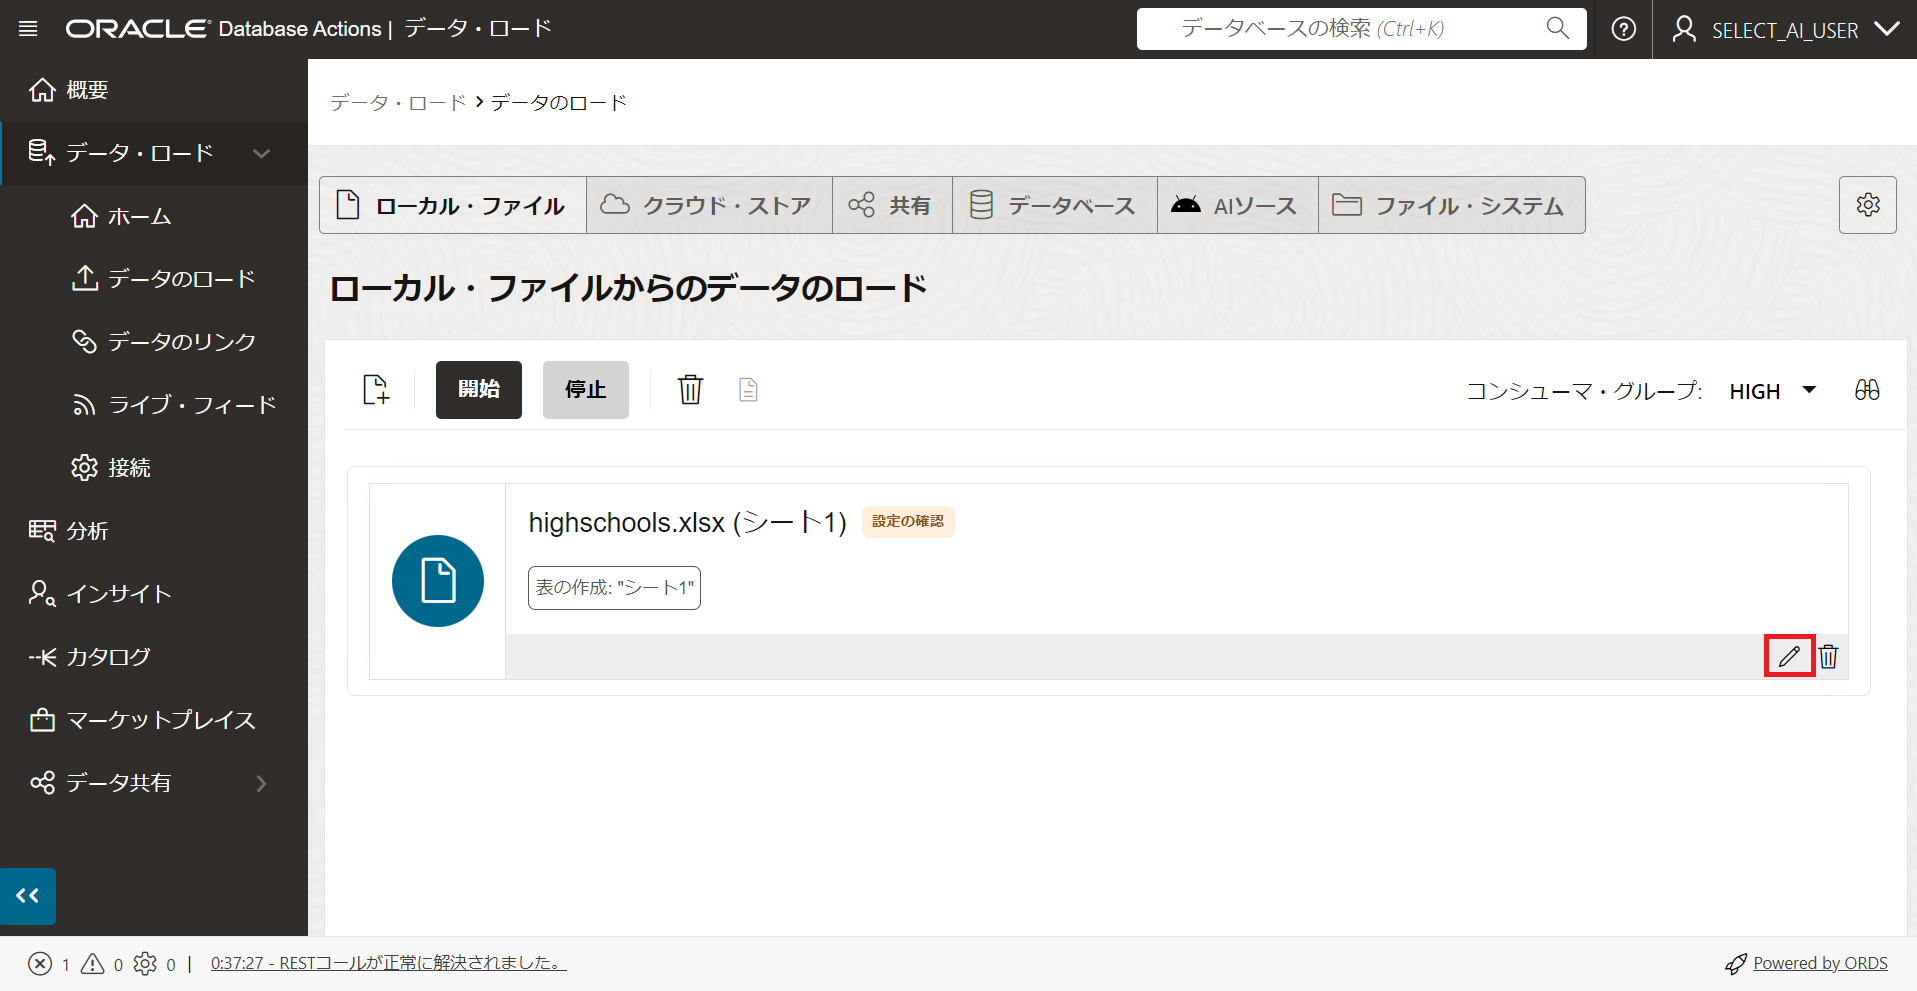 ORACLE® Database Actions | データ・ロード
データベースの検索 (Ctrl+K)
SELECT_AI_USER
概要
データ・ロード
ホーム
データのロード
データのリンク
ライブ・フィード
接続
分析
インサイト
カタログ
マーケットプレイス
データ共有
データ・ロード > データのロード
ローカル・ファイル
クラウド・ストア
共有
データベース
AIソース
ファイル・システム
ローカル・ファイルからのデータのロード
開始
停止
コンシューマ・グループ: HIGH
highschools.xlsx (シート1) 設定の確認
表の作成: "シート1"
1 0 0 | 0:37:27 - RESTコールが正常に解決されました。
Powered by ORDS